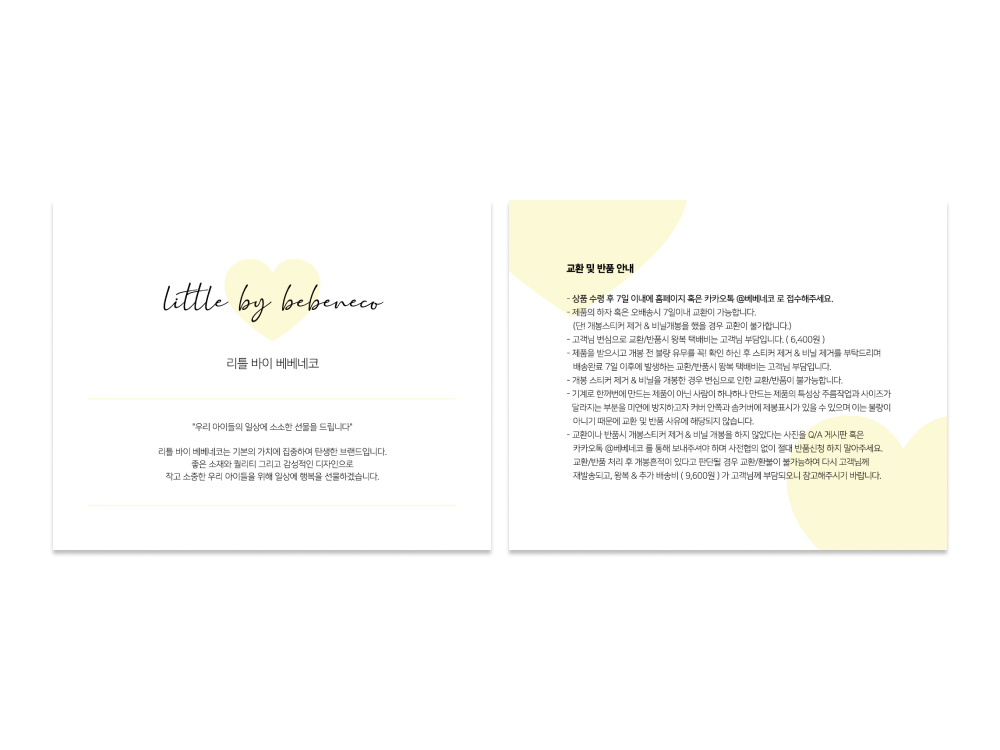 little by bebeneco
리틀 바이 베베네코
"우리 아이들의 일상에 소소한 선물을 드립니다"
리틀 바이 베베네코는 기본의 가치에 집중하여 탄생한 브랜드입니다.
좋은 소재와 퀄리티 그리고 감성적인 디자인으로
작고 소중한 우리 아이들을 위해 일상에 행복을 선물하겠습니다.
교환 및 반품 안내
- 상품 수령 후 7일 이내에 홈페이지 혹은 카카오톡 @베베네코 로 접수해주세요.
- 제품의 하자 혹은 오배송시 7일이내 교환이 가능합니다.
(단! 개봉스티커 제거 & 비닐개봉을 했을 경우 교환이 불가합니다.)
- 고객님 변심으로 교환/반품시 왕복 택배비는 고객님 부담입니다. ( 6,400원 )
- 제품을 받으시고 개봉 전 불량 유무를 꼭! 확인 하신 후 스티커 제거 & 비닐 제거를 부탁드리며
배송완료 7일 이후에 발생하는 교환/반품시 왕복 택배비는 고객님 부담입니다.
- 개봉 스티커 제거 & 비닐을 개봉한 경우 변심으로 인한 교환/반품이 불가능합니다.
- 기계로 한꺼번에 만드는 제품이 아닌 사람이 하나하나 만드는 제품의 특성상 주름작업과 사이즈가
달라지는 부분을 미연에 방지하고자 커버 안쪽과 솜커버에 제봉표시가 있을 수 있으며 이는 불량이
아니기 때문에 교환 및 반품 사유에 해당되지 않습니다.
- 교환이나 반품시 개봉스티커 제거 & 비닐 개봉을 하지 않았다는 사진을 Q/A 게시판 혹은
카카오톡 @베베네코 를 통해 보내주셔야 하며 사전협의 없이 절대 반품신청 하지 말아주세요.
교환/반품 처리 후 개봉흔적이 있다고 판단될 경우 교환/환불이 불가능하며 다시 고객님께
재발송되고, 왕복 & 추가 배송비 ( 9,600원 ) 가 고객님께 부담되오니 참고해주시기 바랍니다.